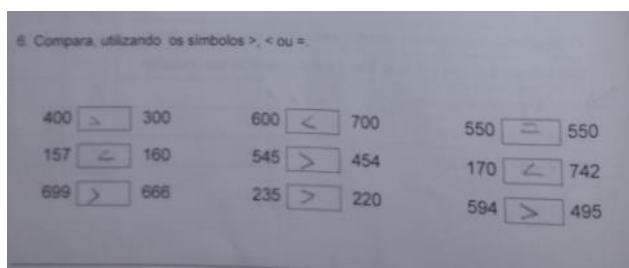 6. Compara, utilizando os símbolos >, < ou =.
400 > 300
157 < 160
699 > 666
600 < 700
545 > 454
235 > 220
550 = 550
170 < 742
594 > 495